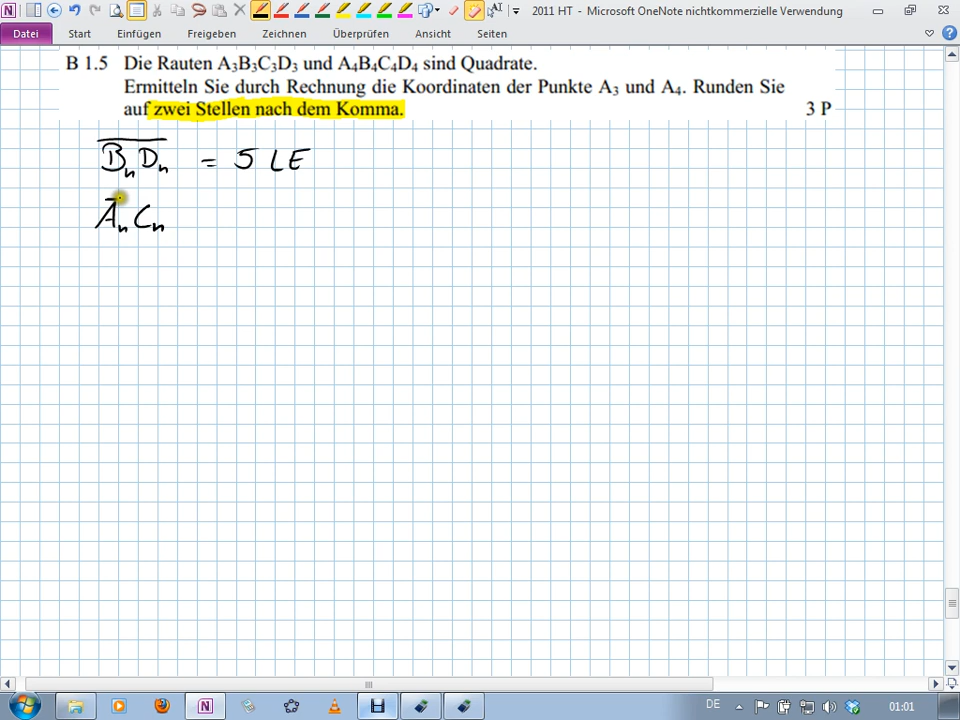 2011 HT - Microsoft OneNote nichtkommerzielle Verwendung
Datei Start Einfügen Freigeben Zeichnen Überprüfen Ansicht Seiten
B 1.5 Die Rauten A₃B₃C₃D₃ und A₄B₄C₄D₄ sind Quadrate.
Ermitteln Sie durch Rechnung die Koordinaten der Punkte A₃ und A₄. Runden Sie
auf zwei Stellen nach dem Komma. 3 P
BₙDₙ = 5 LE
AₙCₙ
DE 01:01